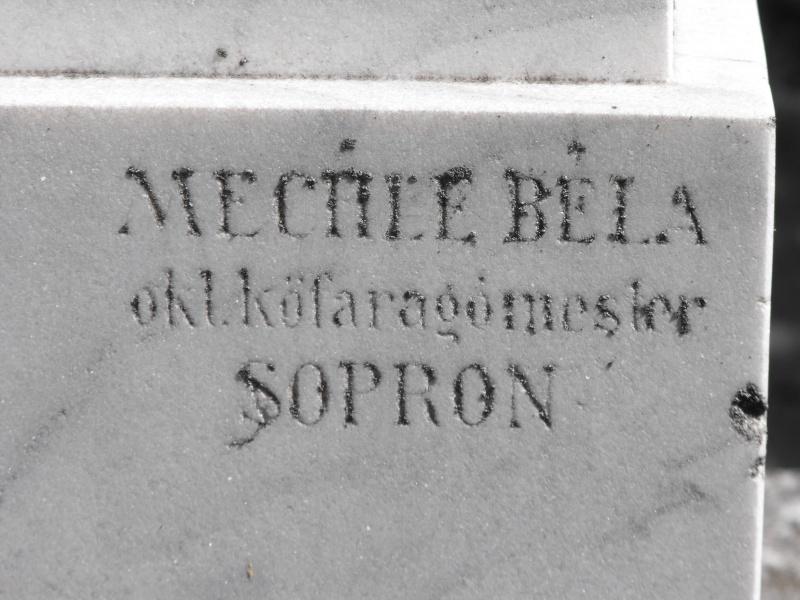 MECHLE BÉLA
okl. kőfaragómester
SOPRON